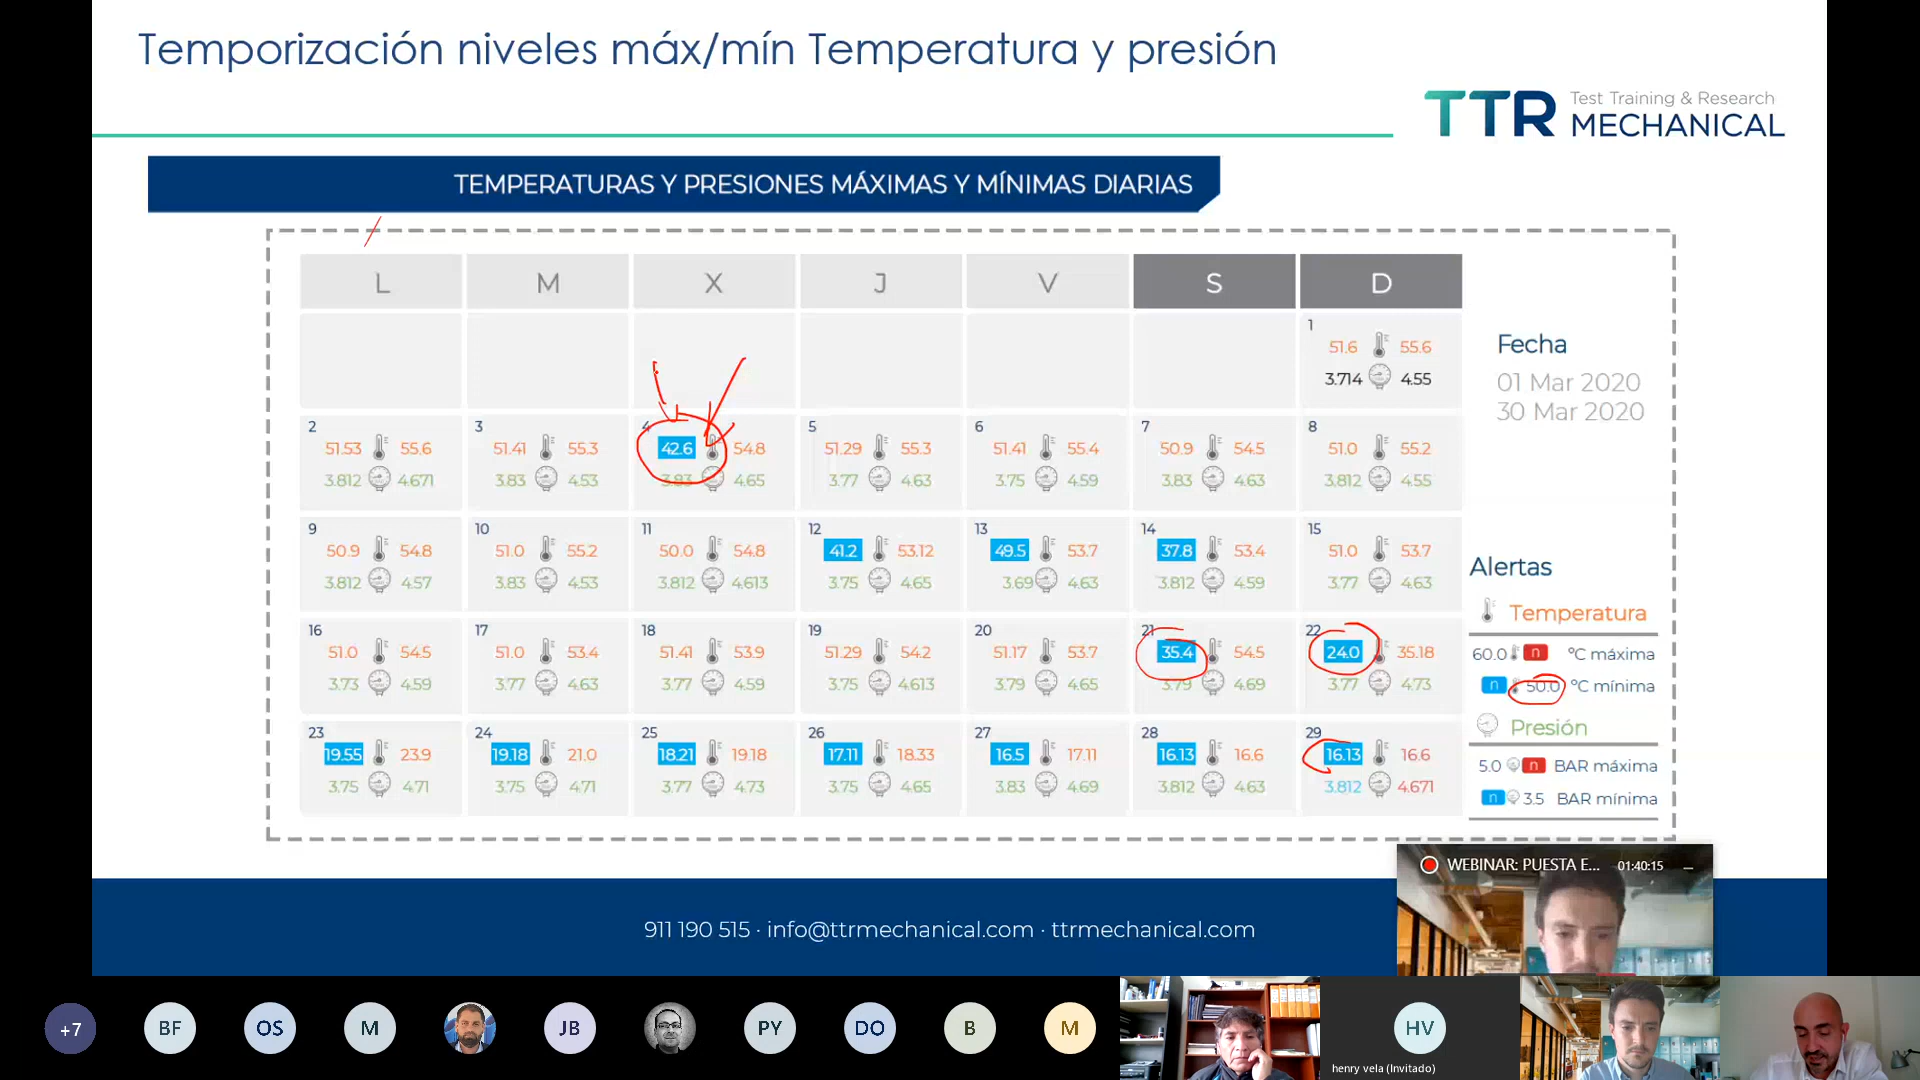 Temporización niveles máx/mín Temperatura y presión
TTR Test Training & Research
MECHANICAL
TEMPERATURAS Y PRESIONES MÁXIMAS Y MÍNIMAS DIARIAS
L M X J V S D
1
51.6 55.6
3.714 4.55
Fecha
01 Mar 2020
30 Mar 2020
2 3 4 5 6 7 8
51.53 55.6 51.41 55.3 42.6 54.8 51.29 55.3 51.41 55.4 50.9 54.5 51.0 55.2
3.812 4.671 3.83 4.53 3.83 4.65 3.77 4.63 3.75 4.59 3.83 4.63 3.812 4.55
9 10 11 12 13 14 15
50.9 54.8 51.0 55.2 50.0 54.8 41.2 53.12 49.5 53.7 37.8 53.4 51.0 53.7
3.812 4.57 3.83 4.53 3.812 4.613 3.75 4.65 3.69 4.63 3.812 4.59 3.77 4.63
16 17 18 19 20 21 22
51.0 54.5 51.0 53.4 51.41 53.9 51.29 54.2 51.17 53.7 35.4 54.5 24.0 35.18
3.73 4.59 3.77 4.63 3.77 4.59 3.75 4.613 3.79 4.65 3.79 4.69 3.77 4.73
23 24 25 26 27 28 29
19.55 23.9 19.18 21.0 18.21 19.18 17.11 18.33 16.5 17.11 16.13 16.6 16.13 16.6
3.75 4.71 3.75 4.71 3.77 4.73 3.75 4.65 3.83 4.69 3.812 4.63 3.812 4.671
Alertas
Temperatura
60.0 n ºC máxima
n 50.0 ºC mínima
Presión
5.0 n BAR máxima
n 3.5 BAR mínima
WEBINAR: PUESTA E... 01:40:15
911 190 515 · info@ttrmechanical.com · ttrmechanical.com
+7 BF OS M JB PY DO B M HV
henry vela (Invitado)